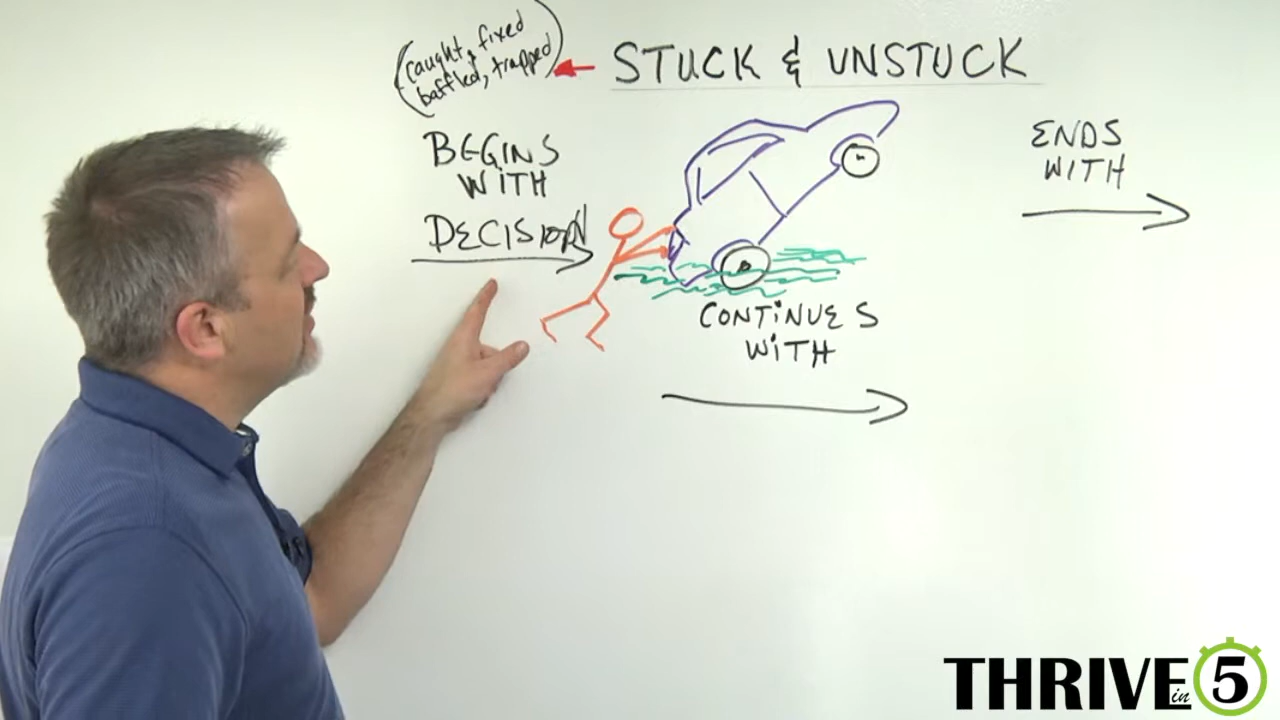 (caught, fixed
baffled, trapped)
STUCK & UNSTUCK
BEGINS
WITH
DECISION
CONTINUES
WITH
ENDS
WITH
THRIVE in 5